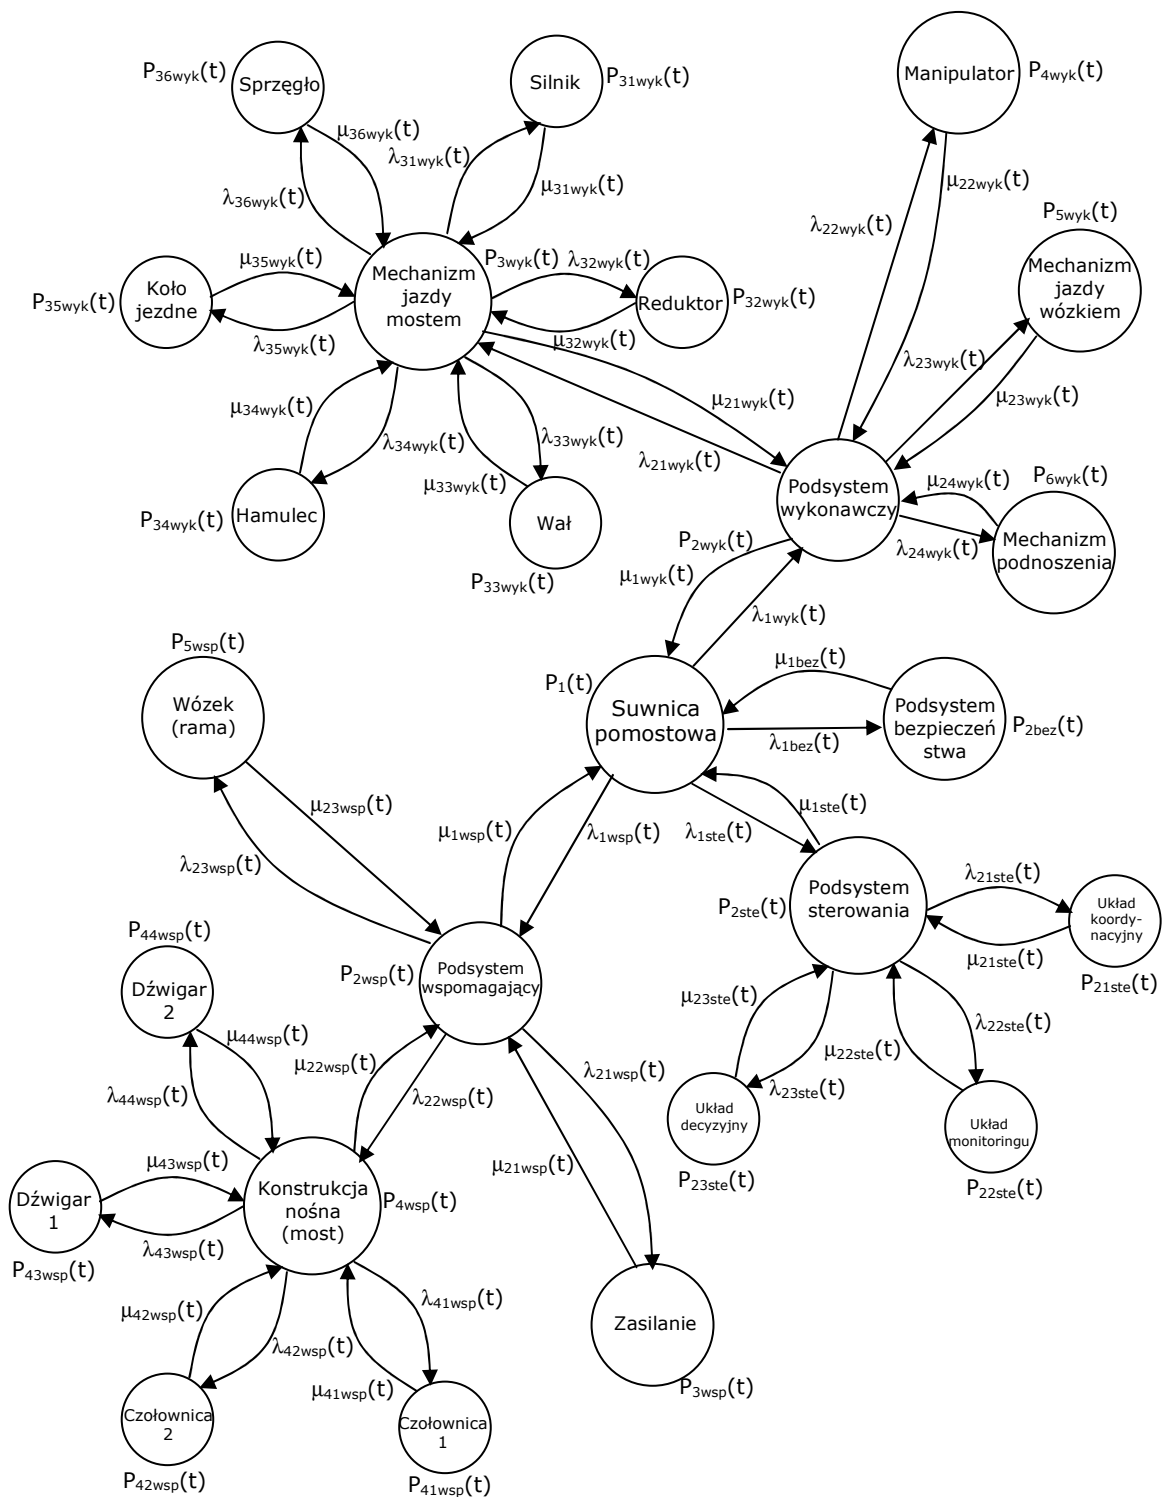 P36wyk(t)
Sprzęgło
Silnik
P31wyk(t)
Manipulator
P4wyk(t)
μ36wyk(t)
λ31wyk(t)
λ36wyk(t)
μ31wyk(t)
μ22wyk(t)
λ22wyk(t)
P5wyk(t)
μ35wyk(t)
Mechanizm
jazdy
mostem
P3wyk(t)
λ32wyk(t)
Mechanizm
jazdy
wózkiem
P35wyk(t)
Koło
jezdne
Reduktor
P32wyk(t)
λ35wyk(t)
μ32wyk(t)
λ23wyk(t)
μ34wyk(t)
μ21wyk(t)
μ23wyk(t)
λ34wyk(t)
λ33wyk(t)
λ21wyk(t)
μ33wyk(t)
μ24wyk(t)
P6wyk(t)
Podsystem
wykonawczy
P34wyk(t)
Hamulec
Wał
P2wyk(t)
λ24wyk(t)
Mechanizm
podnoszenia
P33wyk(t)
μ1wyk(t)
λ1wyk(t)
P5wsp(t)
Wózek
(rama)
P1(t)
Suwnica
pomostowa
μ1bez(t)
Podsystem
bezpieczeń
stwa
P2bez(t)
λ1bez(t)
μ23wsp(t)
μ1wsp(t)
λ1wsp(t)
λ1ste(t)
μ1ste(t)
λ23wsp(t)
P2ste(t)
Podsystem
sterowania
λ21ste(t)
Układ
koordy-
nacyjny
μ21ste(t)
P21ste(t)
P44wsp(t)
P2wsp(t)
Podsystem
wspomagający
Dźwigar
2
μ44wsp(t)
μ22wsp(t)
λ21wsp(t)
μ23ste(t)
λ22ste(t)
μ22ste(t)
λ44wsp(t)
λ22wsp(t)
λ23ste(t)
Układ
decyzyjny
Układ
monitoringu
μ43wsp(t)
μ21wsp(t)
P23ste(t)
P22ste(t)
Dźwigar
1
Konstrukcja
nośna
(most)
P4wsp(t)
λ43wsp(t)
P43wsp(t)
μ42wsp(t)
λ41wsp(t)
Zasilanie
λ42wsp(t)
μ41wsp(t)
P3wsp(t)
Czołownica
2
Czołownica
1
P42wsp(t)
P41wsp(t)